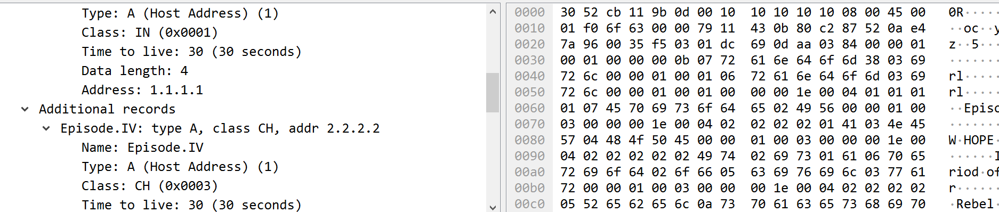 Type: A (Host Address) (1)
Class: IN (0x0001)
Time to live: 30 (30 seconds)
Data length: 4
Address: 1.1.1.1
Additional records
Episode.IV: type A, class CH, addr 2.2.2.2
Name: Episode.IV
Type: A (Host Address) (1)
Class: CH (0x0003)
Time to live: 30 (30 seconds)
0000 30 52 cb 11 9b 0d 00 10 10 10 10 10 08 00 45 00 0R·····
0010 01 f0 6f 63 00 00 79 11 43 0b 80 c2 87 52 0a e4 ··oc··y
0020 7a 96 00 35 f5 03 01 dc 69 0d aa 03 84 00 00 01 z··5···
0030 00 01 00 00 00 0b 07 72 61 6e 64 6f 6d 38 03 69 ·······
0040 72 6c 00 00 01 00 01 06 72 61 6e 64 6f 6d 03 69 rl·····
0050 72 6c 00 00 01 00 01 00 00 00 1e 00 04 01 01 01 rl·····
0060 01 07 45 70 69 73 6f 64 65 02 49 56 00 00 01 00 ··Episo
0070 03 00 00 00 1e 00 04 02 02 02 02 01 41 03 4e 45 ·······
0080 57 04 48 4f 50 45 00 00 01 00 03 00 00 00 1e 00 W·HOPE·
0090 04 02 02 02 02 02 49 74 02 69 73 01 61 06 70 65 ······I
00a0 72 69 6f 64 02 6f 66 05 63 69 76 69 6c 03 77 61 riod·of
00b0 72 00 00 01 00 03 00 00 00 1e 00 04 02 02 02 02 r······
00c0 05 52 65 62 65 6c 0a 73 70 61 63 65 73 68 69 70 ·Rebel·